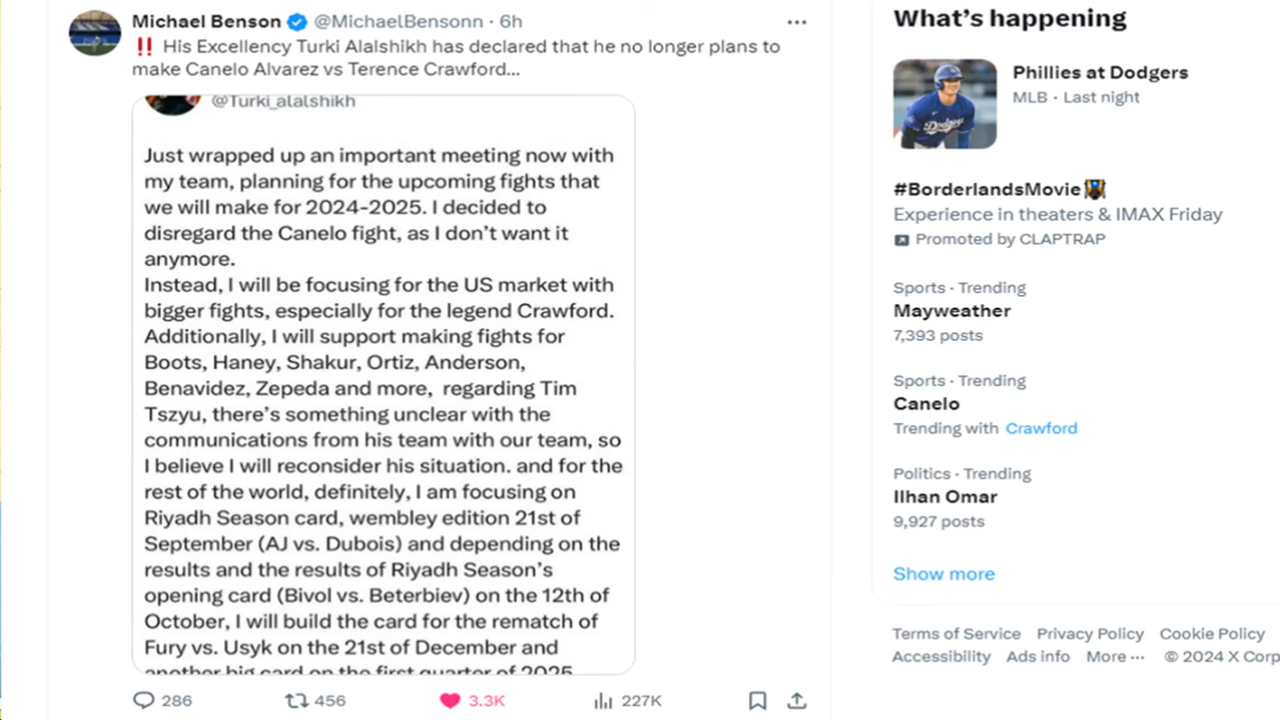 Michael Benson @MichaelBensonn · 6h
‼️ His Excellency Turki Alalshikh has declared that he no longer plans to
make Canelo Alvarez vs Terence Crawford...
@Turki_alalshikh
Just wrapped up an important meeting now with
my team, planning for the upcoming fights that
we will make for 2024-2025. I decided to
disregard the Canelo fight, as I don't want it
anymore.
Instead, I will be focusing for the US market with
bigger fights, especially for the legend Crawford.
Additionally, I will support making fights for
Boots, Haney, Shakur, Ortiz, Anderson,
Benavidez, Zepeda and more, regarding Tim
Tszyu, there's something unclear with the
communications from his team with our team, so
I believe I will reconsider his situation. and for the
rest of the world, definitely, I am focusing on
Riyadh Season card, wembley edition 21st of
September (AJ vs. Dubois) and depending on the
results and the results of Riyadh Season's
opening card (Bivol vs. Beterbiev) on the 12th of
October, I will build the card for the rematch of
Fury vs. Usyk on the 21st of December and
another big card on the first quarter of 2025
286 456 3.3K 227K
What's happening
Phillies at Dodgers
MLB · Last night
Dodgers
#BorderlandsMovie
Experience in theaters & IMAX Friday
Promoted by CLAPTRAP
Sports · Trending
Mayweather
7,393 posts
Sports · Trending
Canelo
Trending with Crawford
Politics · Trending
Ilhan Omar
9,927 posts
Show more
Terms of Service Privacy Policy Cookie Policy
Accessibility Ads info More ··· © 2024 X Corp